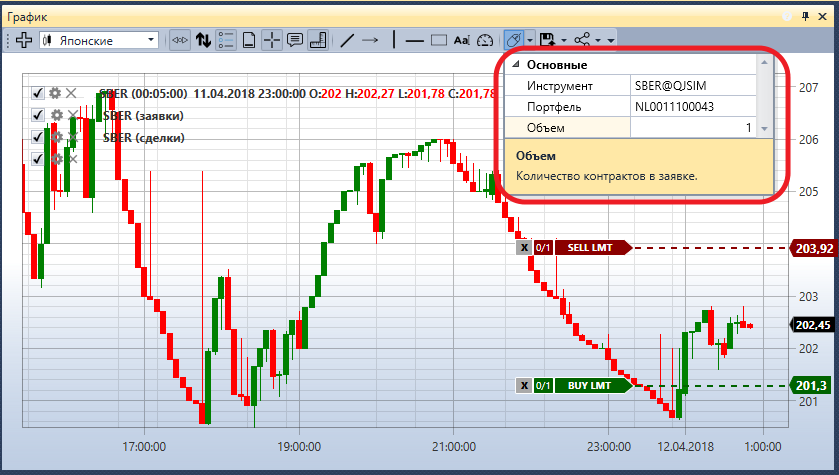 График
Японские
Aa
SBER (00:05:00) 11.04.2018 23:00:00 O:202 H:202,27 L:201,78 C:201,78
SBER (заявки)
SBER (сделки)
Основные
Инструмент SBER@QJSIM
Портфель NL0011100043
Объем 1
Объем
Количество контрактов в заявке.
207
206
205
X 0/1 SELL LMT 203,92
203
202,45
202
X 0/1 BUY LMT 201,3
201
17:00:00 19:00:00 21:00:00 23:00:00 12.04.2018 1:00:00